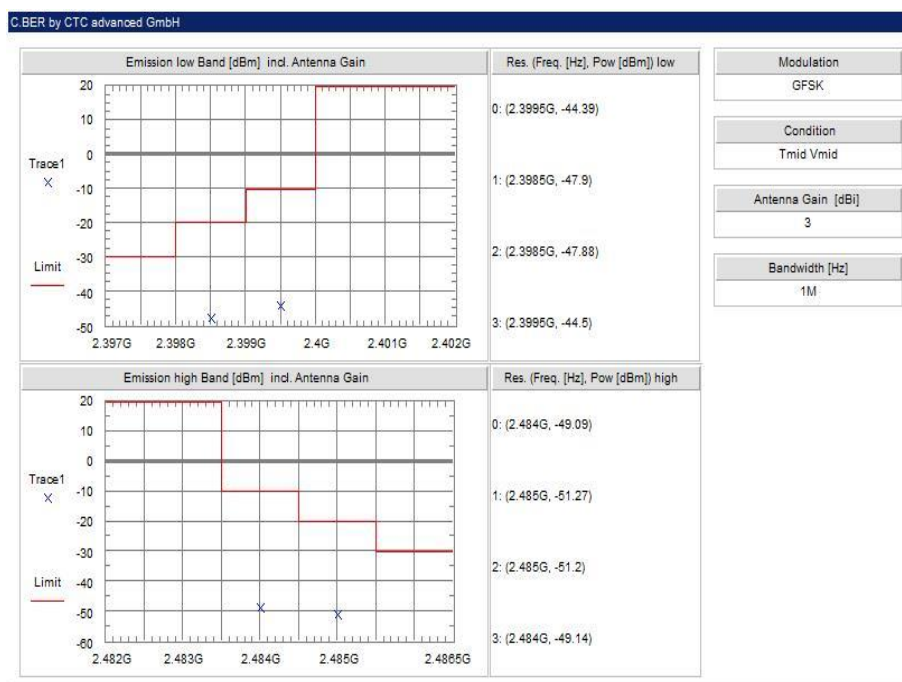 C.BER by CTC advanced GmbH
Emission low Band [dBm] incl. Antenna Gain
20
10
0
-10
-20
-30
-40
-50
Trace1
Limit
2.397G 2.398G 2.399G 2.4G 2.401G 2.402G
Res. (Freq. [Hz], Pow [dBm]) low
0: (2.3995G, -44.39)
1: (2.3985G, -47.9)
2: (2.3985G, -47.88)
3: (2.3995G, -44.5)
Modulation
GFSK
Condition
Tmid Vmid
Antenna Gain [dBi]
3
Bandwidth [Hz]
1M
Emission high Band [dBm] incl. Antenna Gain
20
10
0
-10
-20
-30
-40
-50
-60
Trace1
Limit
2.482G 2.483G 2.484G 2.485G 2.4865G
Res. (Freq. [Hz], Pow [dBm]) high
0: (2.484G, -49.09)
1: (2.485G, -51.27)
2: (2.485G, -51.2)
3: (2.484G, -49.14)